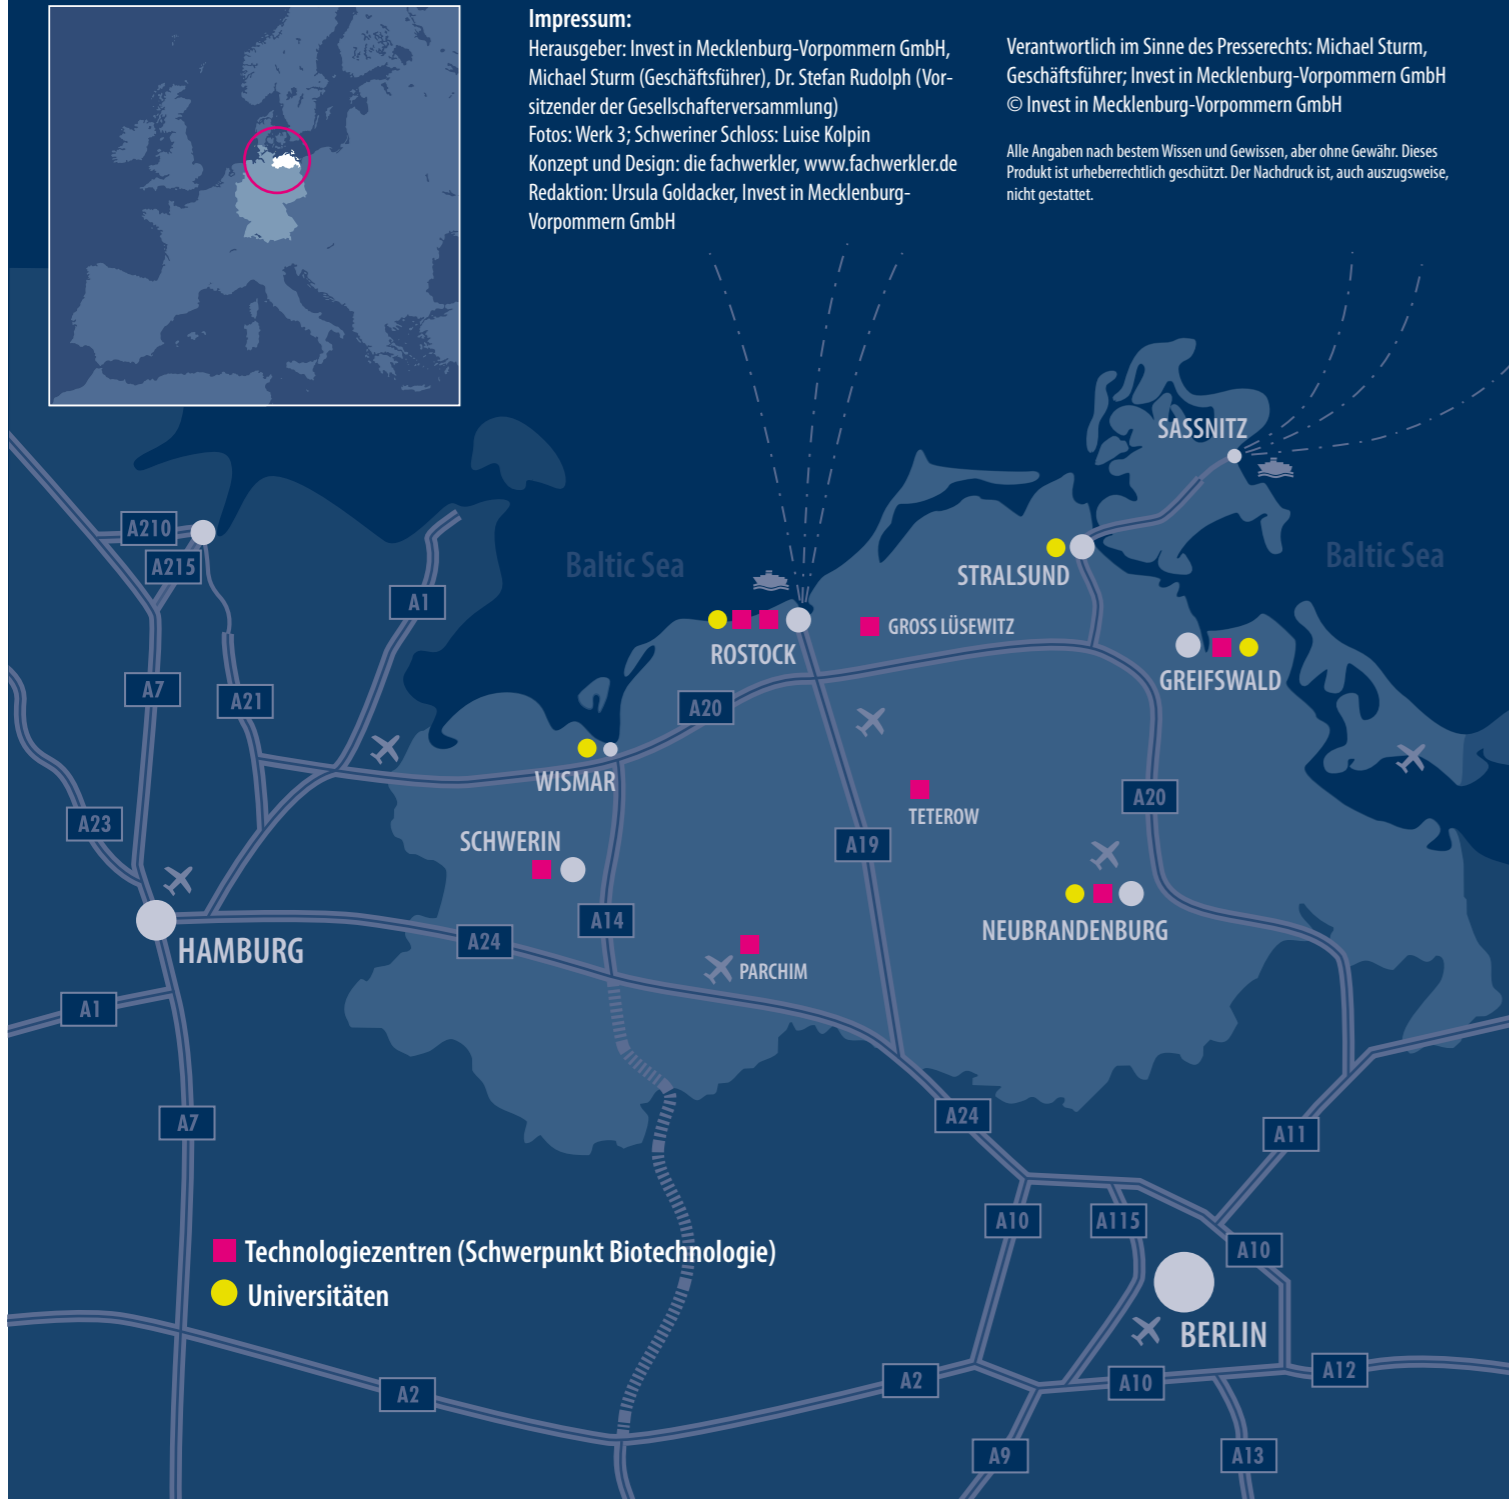 Impressum:
Herausgeber: Invest in Mecklenburg-Vorpommern GmbH,
Michael Sturm (Geschäftsführer), Dr. Stefan Rudolph (Vor-
sitzender der Gesellschafterversammlung)
Fotos: Werk 3; Schweriner Schloss: Luise Kolpin
Konzept und Design: die fachwerkler, www.fachwerkler.de
Redaktion: Ursula Goldacker, Invest in Mecklenburg-
Vorpommern GmbH
Verantwortlich im Sinne des Presserechts: Michael Sturm,
Geschäftsführer; Invest in Mecklenburg-Vorpommern GmbH
© Invest in Mecklenburg-Vorpommern GmbH
Alle Angaben nach bestem Wissen und Gewissen, aber ohne Gewähr. Dieses
Produkt ist urheberrechtlich geschützt. Der Nachdruck ist, auch auszugsweise,
nicht gestattet.
SASSNITZ
A210
A215
Baltic Sea
Baltic Sea
STRALSUND
A1
GROSS LÜSEWITZ
ROSTOCK
GREIFSWALD
A7
A21
A20
WISMAR
A20
TETEROW
A23
SCHWERIN
A19
A14
NEUBRANDENBURG
A24
HAMBURG
PARCHIM
A1
A7
A24
A11
A10
A115
A10
Technologiezentren (Schwerpunkt Biotechnologie)
Universitäten
BERLIN
A2
A2
A10
A12
A9
A13